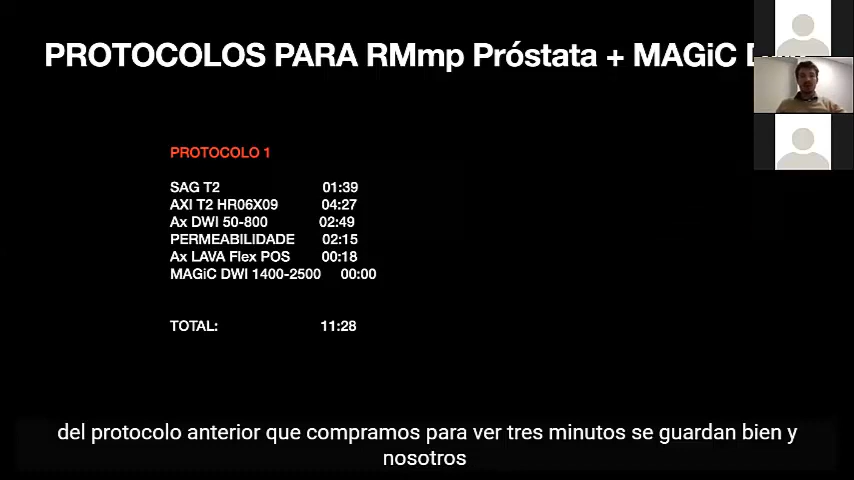 PROTOCOLOS PARA RMmp Próstata + MAGiC
PROTOCOLO 1
SAG T2 01:39
AXI T2 HR06X09 04:27
Ax DWI 50-800 02:49
PERMEABILIDADE 02:15
Ax LAVA Flex POS 00:18
MAGiC DWI 1400-2500 00:00
TOTAL: 11:28
del protocolo anterior que compramos para ver tres minutos se guardan bien y
nosotros